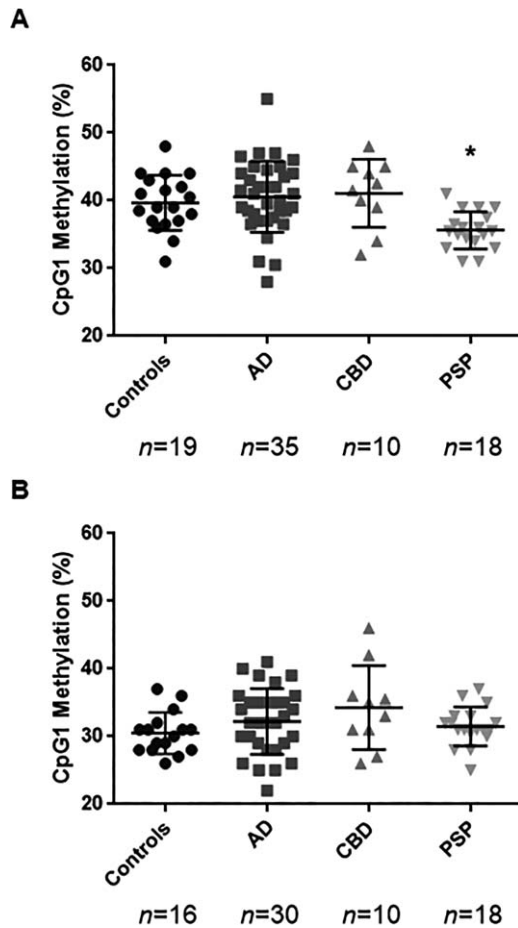 A
60
50
40
30
20
CpG1 Methylation (%)
*
Controls
AD
CBD
PSP
n=19
n=35
n=10
n=18
B
60
50
40
30
20
CpG1 Methylation (%)
Controls
AD
CBD
PSP
n=16
n=30
n=10
n=18